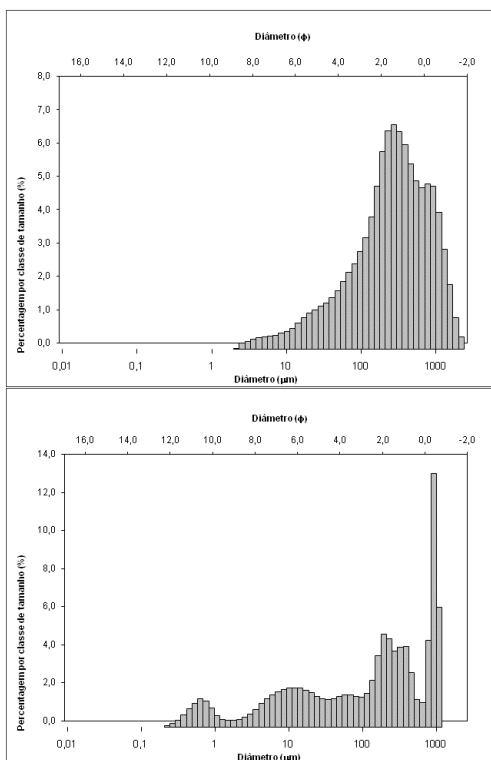 Diâmetro (ϕ)
16,0 14,0 12,0 10,0 8,0 6,0 4,0 2,0 0,0 -2,0
Percentagem por classe de tamanho (%)
8,0
7,0
6,0
5,0
4,0
3,0
2,0
1,0
0,0
0,01 0,1 1 10 100 1000
Diâmetro (µm)
Diâmetro (ϕ)
16,0 14,0 12,0 10,0 8,0 6,0 4,0 2,0 0,0 -2,0
Percentagem por classe de tamanho (%)
14,0
12,0
10,0
8,0
6,0
4,0
2,0
0,0
0,01 0,1 1 10 100 1000
Diâmetro (µm)